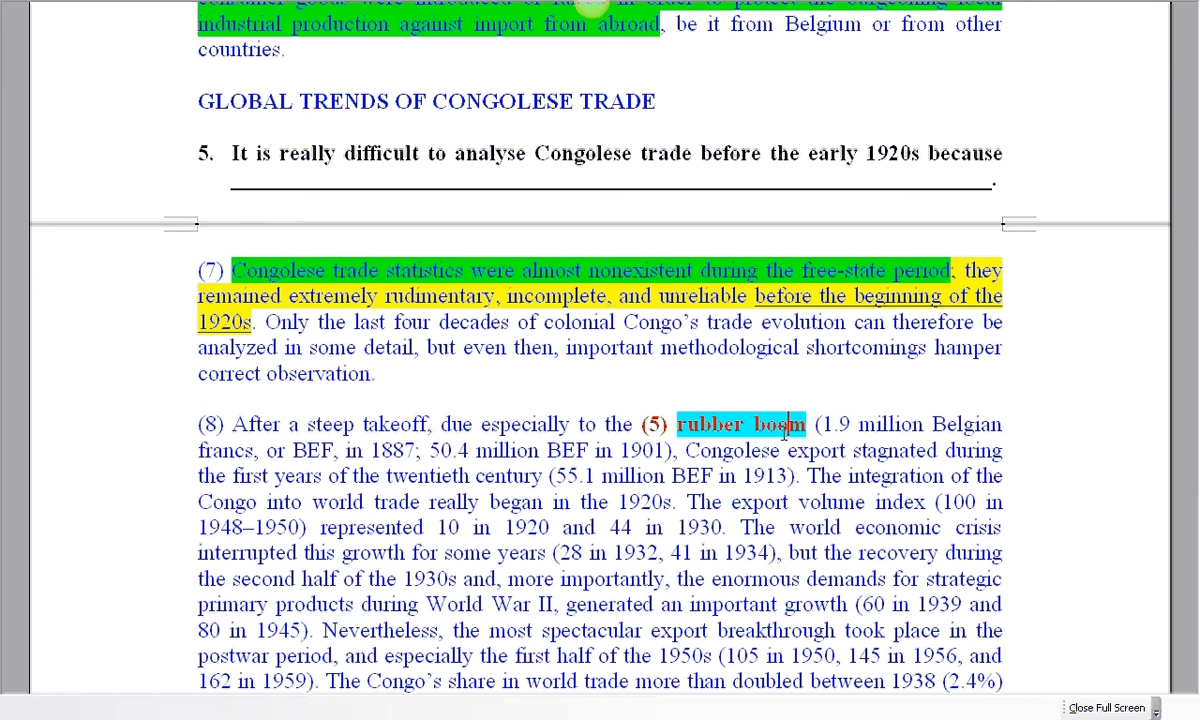 industrial production against import from abroad, be it from Belgium or from other
countries.
GLOBAL TRENDS OF CONGOLESE TRADE
5. It is really difficult to analyse Congolese trade before the early 1920s because
.
(7) Congolese trade statistics were almost nonexistent during the free-state period; they
remained extremely rudimentary, incomplete, and unreliable before the beginning of the
1920s. Only the last four decades of colonial Congo's trade evolution can therefore be
analyzed in some detail, but even then, important methodological shortcomings hamper
correct observation.
(8) After a steep takeoff, due especially to the (5) rubber boom (1.9 million Belgian
francs, or BEF, in 1887; 50.4 million BEF in 1901), Congolese export stagnated during
the first years of the twentieth century (55.1 million BEF in 1913). The integration of the
Congo into world trade really began in the 1920s. The export volume index (100 in
1948–1950) represented 10 in 1920 and 44 in 1930. The world economic crisis
interrupted this growth for some years (28 in 1932, 41 in 1934), but the recovery during
the second half of the 1930s and, more importantly, the enormous demands for strategic
primary products during World War II, generated an important growth (60 in 1939 and
80 in 1945). Nevertheless, the most spectacular export breakthrough took place in the
postwar period, and especially the first half of the 1950s (105 in 1950, 145 in 1956, and
162 in 1959). The Congo's share in world trade more than doubled between 1938 (2.4%)
Close Full Screen